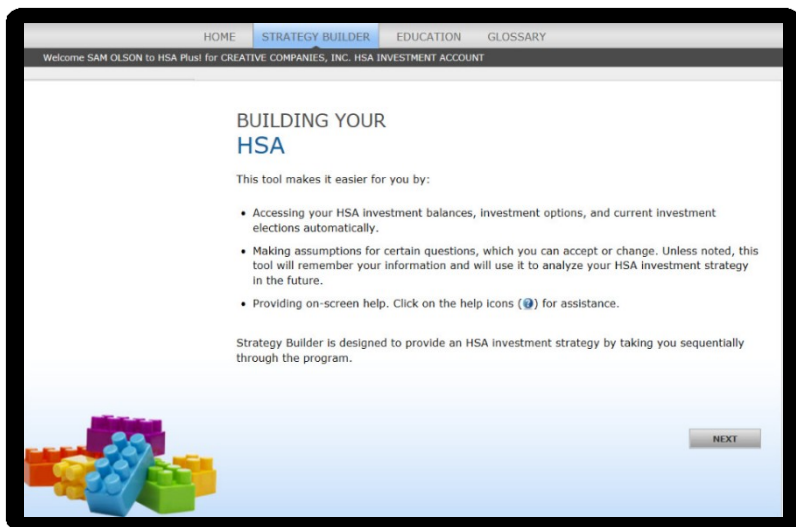 HOME STRATEGY BUILDER EDUCATION GLOSSARY
Welcome SAM OLSON to HSA Plus! for CREATIVE COMPANIES, INC. HSA INVESTMENT ACCOUNT
BUILDING YOUR
HSA
This tool makes it easier for you by:
• Accessing your HSA investment balances, investment options, and current investment
elections automatically.
• Making assumptions for certain questions, which you can accept or change. Unless noted, this
tool will remember your information and will use it to analyze your HSA investment strategy
in the future.
• Providing on-screen help. Click on the help icons (?) for assistance.
Strategy Builder is designed to provide an HSA investment strategy by taking you sequentially
through the program.
NEXT